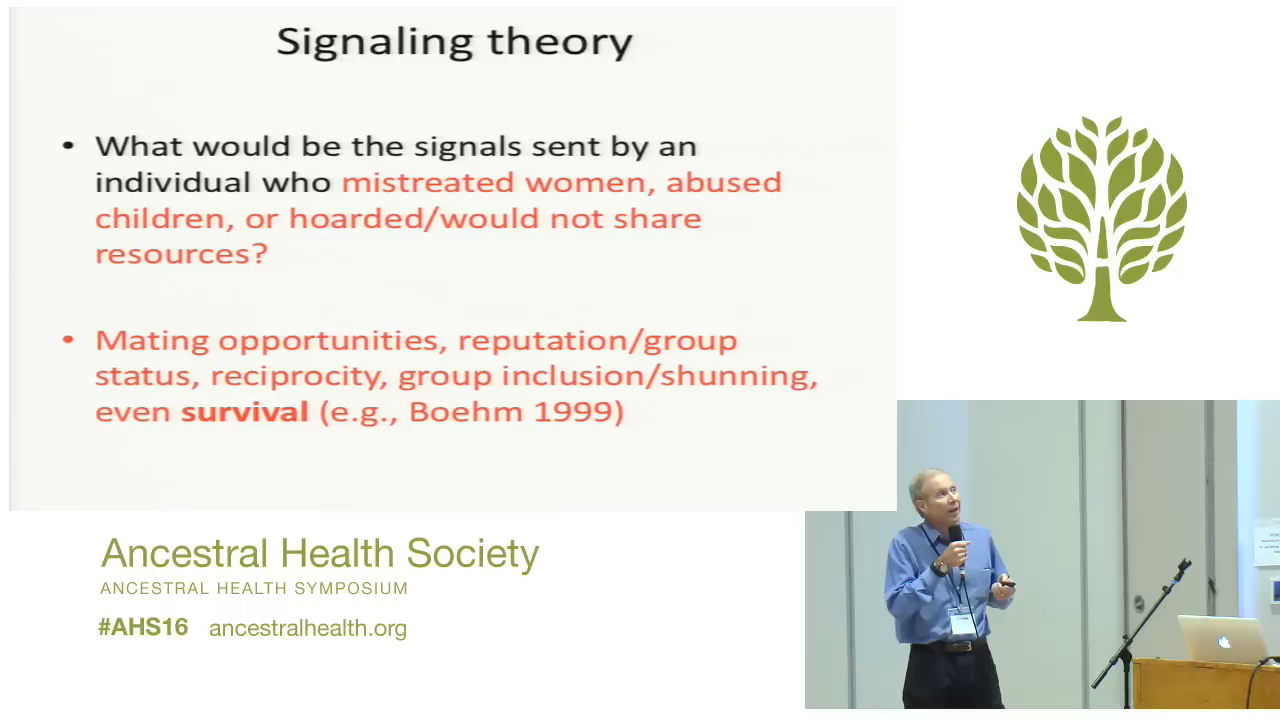 Signaling theory
• What would be the signals sent by an
individual who mistreated women, abused
children, or hoarded/would not share
resources?
• Mating opportunities, reputation/group
status, reciprocity, group inclusion/shunning,
even survival (e.g., Boehm 1999)
Ancestral Health Society
ANCESTRAL HEALTH SYMPOSIUM
#AHS16 ancestralhealth.org